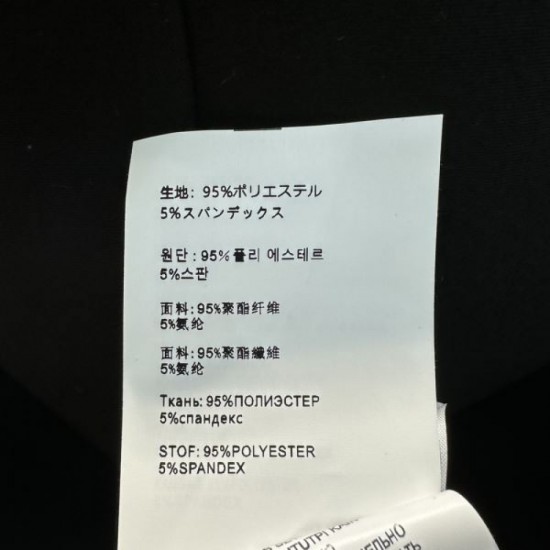 生地: 95%ポリエステル
5%スパンデックス
원단: 95%폴리 에스테르
5%스판
面料:95%聚酯纤维
5%氨纶
面料:95%聚酯纖維
5%氨纶
Ткань: 95%ПОЛИЭСТЕР
5%спандекс
STOF: 95%POLYESTER
5%SPANDEX